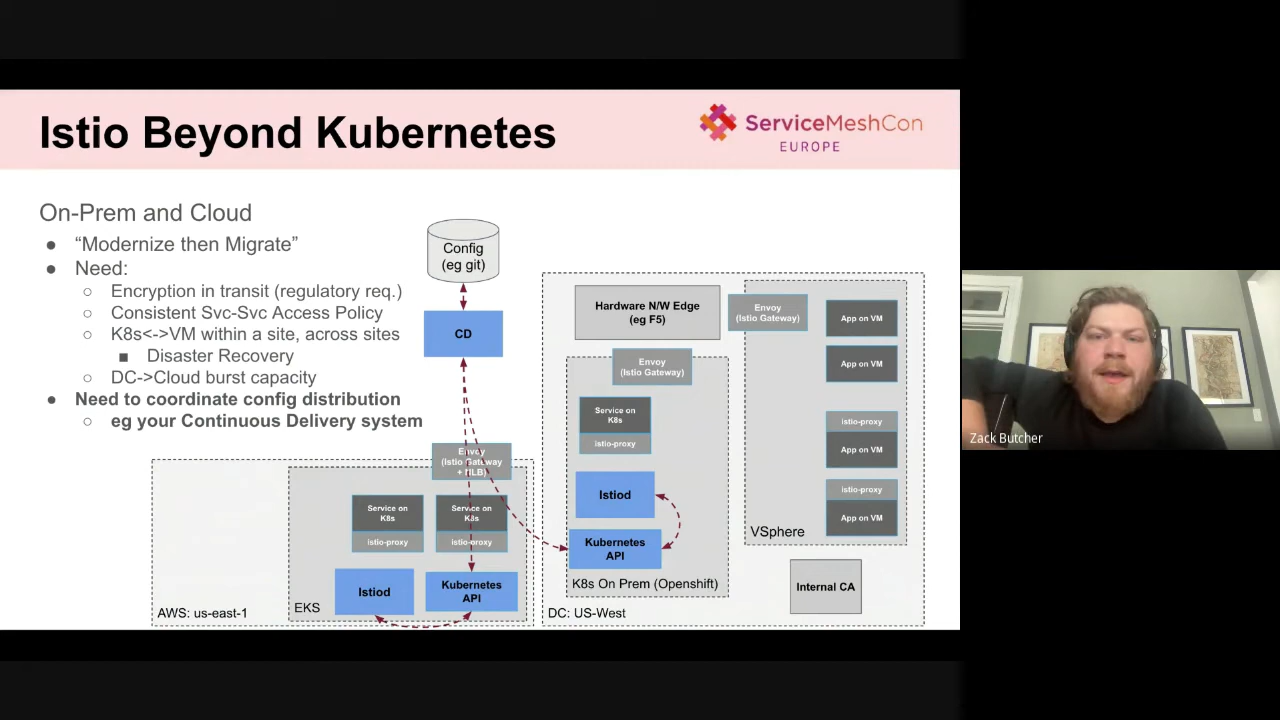 Istio Beyond Kubernetes
ServiceMeshCon
EUROPE
On-Prem and Cloud
● “Modernize then Migrate”
● Need:
○ Encryption in transit (regulatory req.)
○ Consistent Svc-Svc Access Policy
○ K8s<->VM within a site, across sites
■ Disaster Recovery
○ DC->Cloud burst capacity
● Need to coordinate config distribution
○ eg your Continuous Delivery system
Config
(eg git)
CD
Envoy
(Istio Gateway
+ NLB)
Service on
K8s
istio-proxy
Service on
K8s
istio-proxy
Istiod
Kubernetes
API
EKS
AWS: us-east-1
Hardware N/W Edge
(eg F5)
Envoy
(Istio Gateway)
Service on
K8s
istio-proxy
Istiod
Kubernetes
API
K8s On Prem (Openshift)
DC: US-West
Envoy
(Istio Gateway)
App on VM
App on VM
istio-proxy
App on VM
istio-proxy
App on VM
VSphere
Internal CA
Zack Butcher